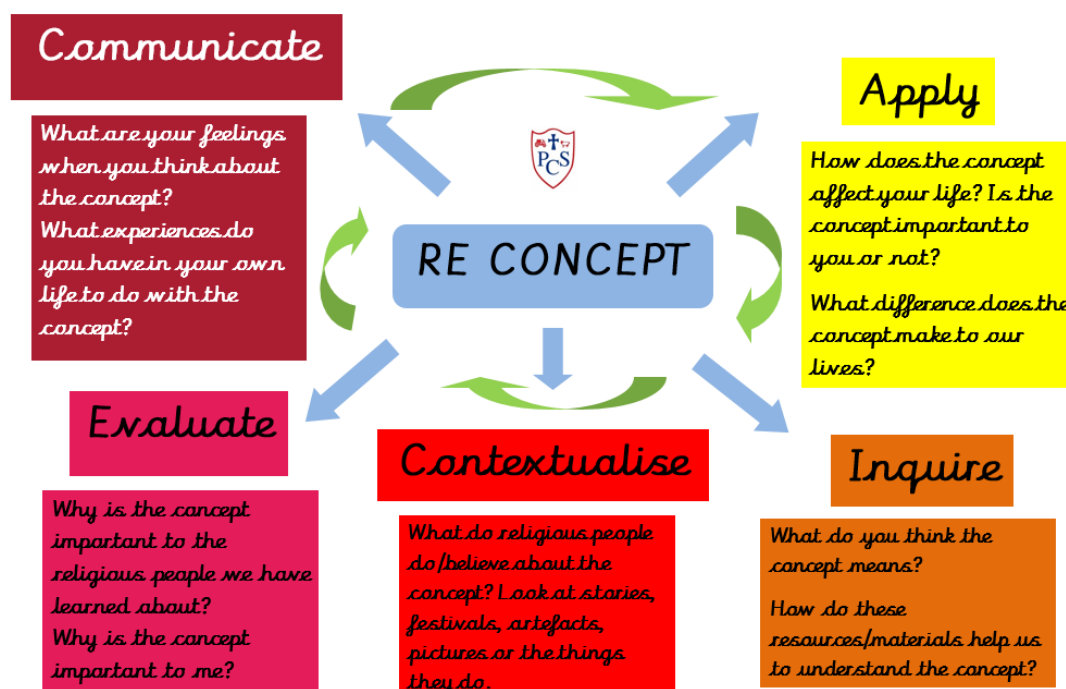 Communicate
What are your feelings
when you think about
the concept?
What experiences do
you have in your own
life to do with the
concept?
PCS
RE CONCEPT
Apply
How does the concept
affect your life? Is the
concept important to
you or not?
What difference does the
concept make to our
lives?
Evaluate
Why is the concept
important to the
religious people we have
learned about?
Why is the concept
important to me?
Contextualise
What do religious people
do/believe about the
concept? Look at stories,
festivals, artefacts,
pictures or the things
they do.
Inquire
What do you think the
concept means?
How do these
resources/materials help us
to understand the concept?